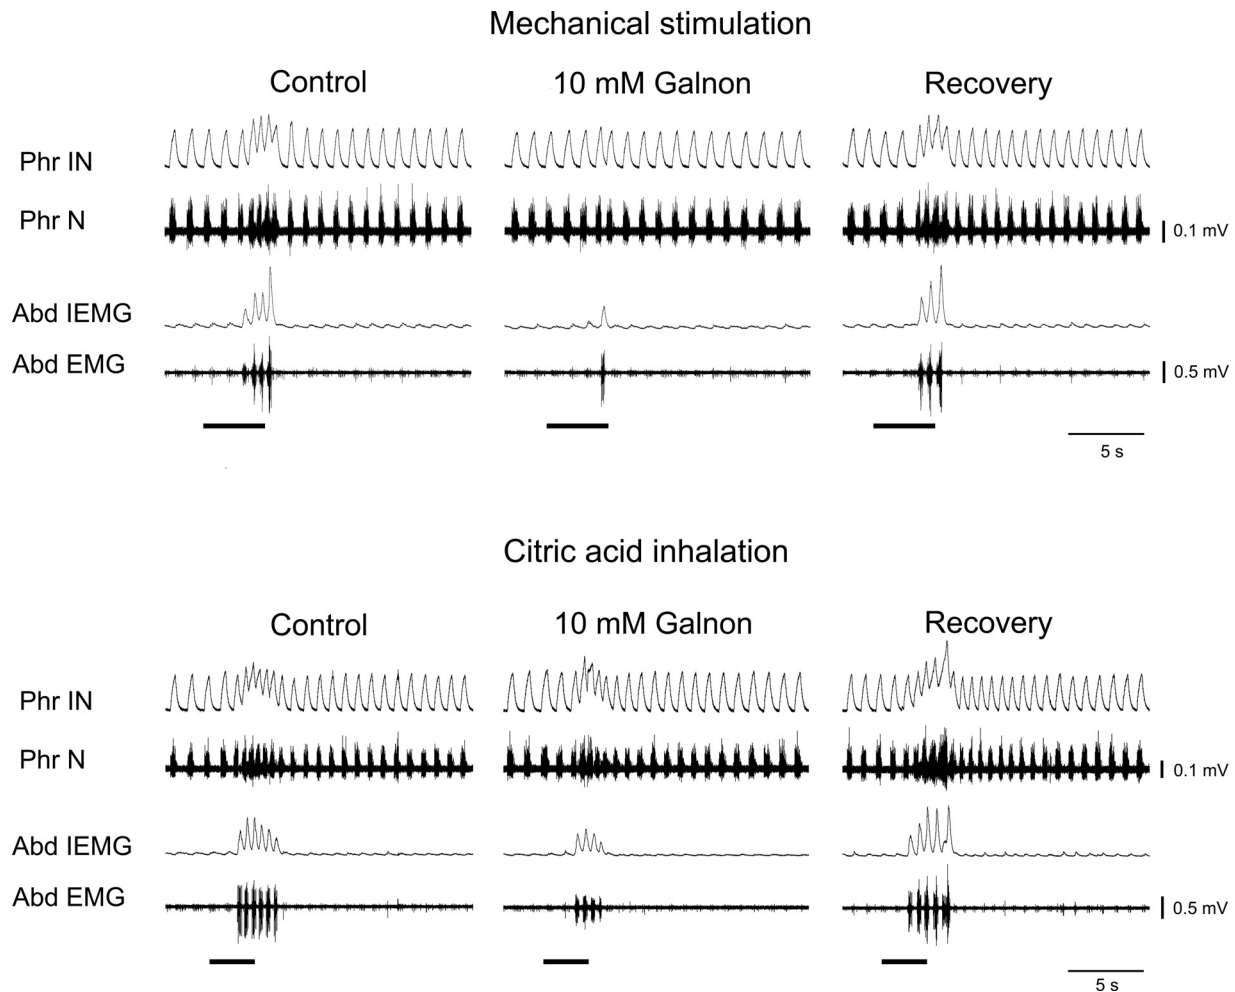 Mechanical stimulation
Control 10 mM Galnon Recovery
Phr IN
Phr N
0.1 mV
Abd IEMG
Abd EMG
0.5 mV
5 s
Citric acid inhalation
Control 10 mM Galnon Recovery
Phr IN
Phr N
0.1 mV
Abd IEMG
Abd EMG
0.5 mV
5 s